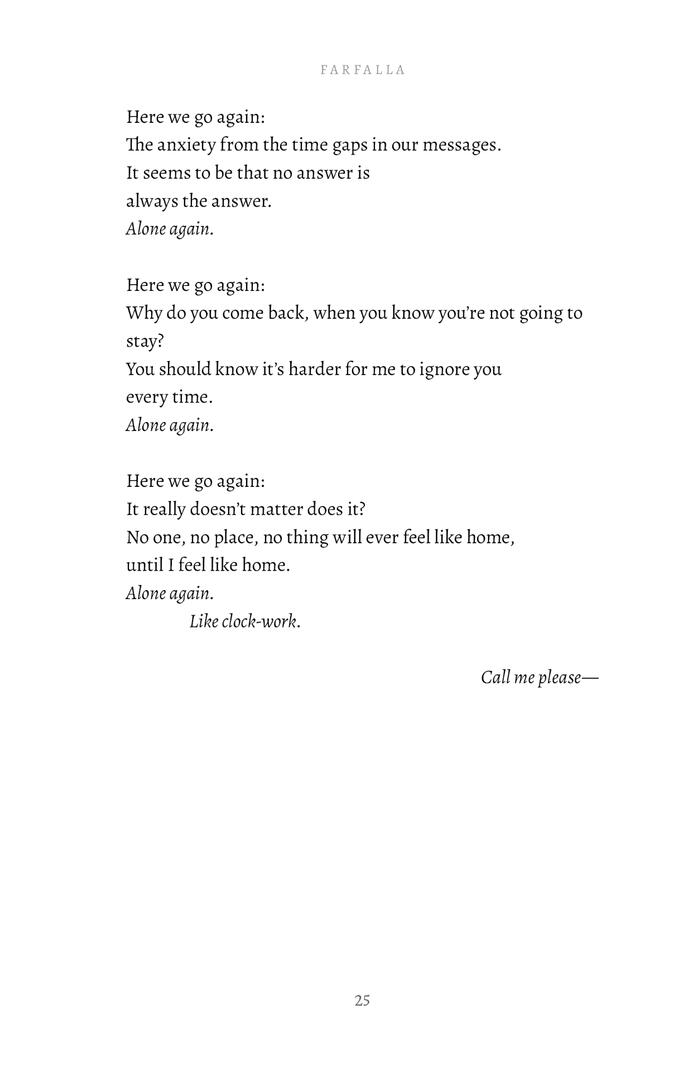 FARFALLA
Here we go again:
The anxiety from the time gaps in our messages.
It seems to be that no answer is
always the answer.
Alone again.
Here we go again:
Why do you come back, when you know you’re not going to
stay?
You should know it’s harder for me to ignore you
every time.
Alone again.
Here we go again:
It really doesn’t matter does it?
No one, no place, no thing will ever feel like home,
until I feel like home.
Alone again.
Like clock-work.
Call me please—
25